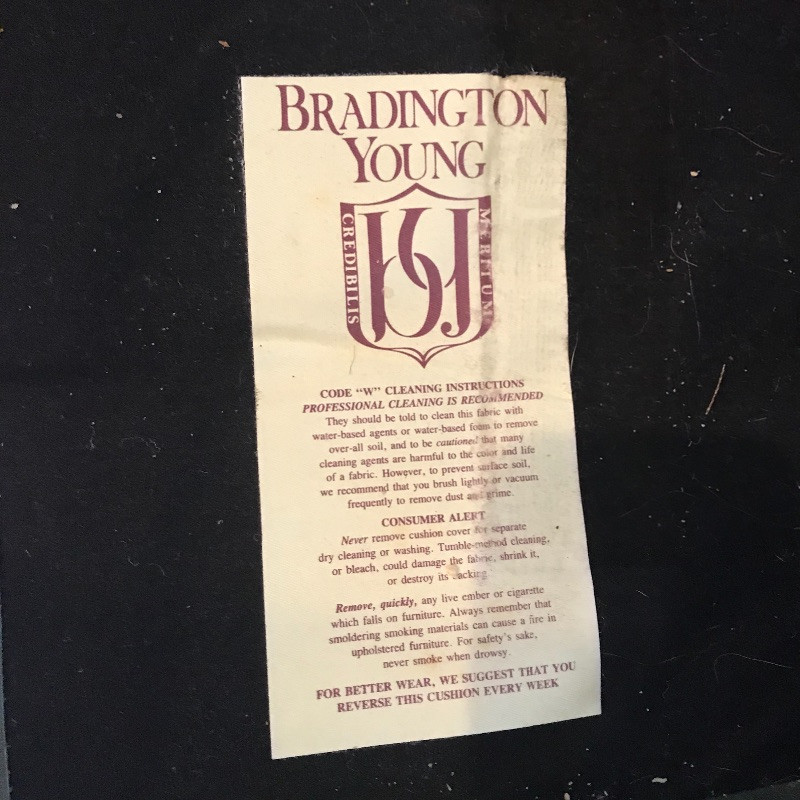 BRADINGTON
YOUNG
CREDIBILIS
MERITUM
BY
CODE "W" CLEANING INSTRUCTIONS
PROFESSIONAL CLEANING IS RECOMMENDED
They should be told to clean this fabric with
water-based agents or water-based foam to remove
over-all soil, and to be cautioned that many
cleaning agents are harmful to the color and life
of a fabric. However, to prevent surface soil,
we recommend that you brush lightly or vacuum
frequently to remove dust and grime.
CONSUMER ALERT
Never remove cushion cover for separate
dry cleaning or washing. Tumble-method cleaning,
or bleach, could damage the fabric, shrink it,
or destroy its backing.
Remove, quickly, any live ember or cigarette
which falls on furniture. Always remember that
smoldering smoking materials can cause a fire in
upholstered furniture. For safety's sake,
never smoke when drowsy.
FOR BETTER WEAR, WE SUGGEST THAT YOU
REVERSE THIS CUSHION EVERY WEEK